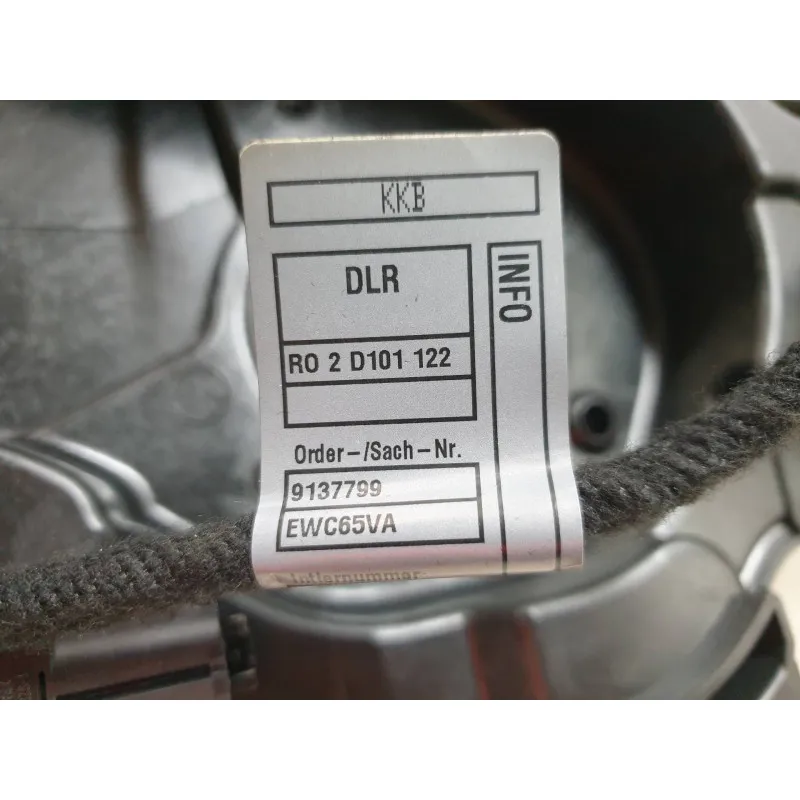 KKB
DLR
INFO
RO 2 D101 122
Order-/Sach-Nr.
9137799
EWC65VA